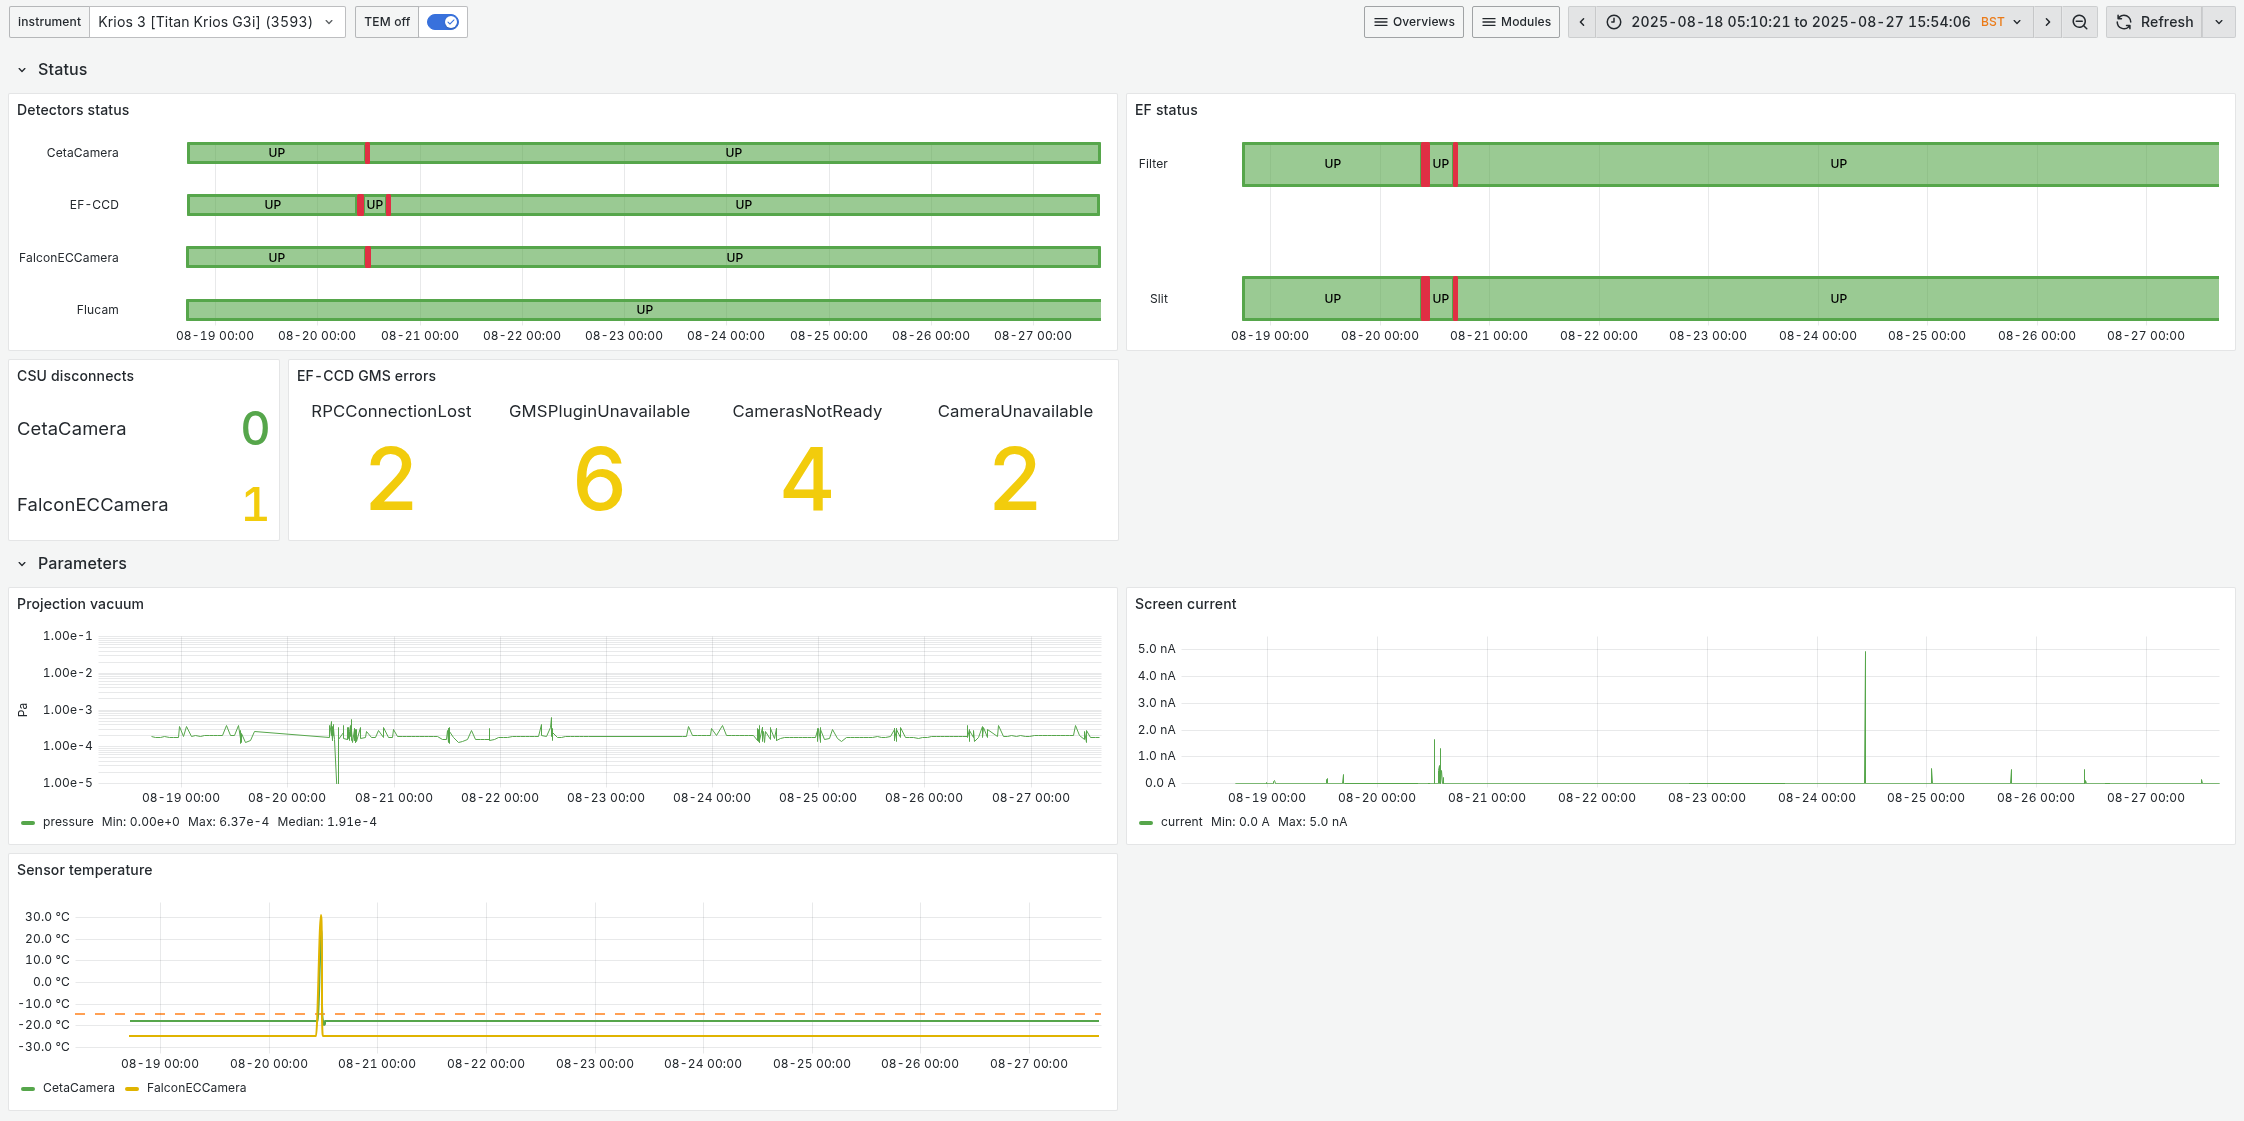 instrument Krios 3 [Titan Krios G3i] (3593) TEM off Overviews Modules 2025-08-18 05:10:21 to 2025-08-27 15:54:06 BST Refresh
Status
Detectors status
CetaCamera UP UP
EF-CCD UP UP UP
FalconECCamera UP UP
Flucam UP
08-19 00:00 08-20 00:00 08-21 00:00 08-22 00:00 08-23 00:00 08-24 00:00 08-25 00:00 08-26 00:00 08-27 00:00
EF status
Filter UP UP UP
Slit UP UP UP
08-19 00:00 08-20 00:00 08-21 00:00 08-22 00:00 08-23 00:00 08-24 00:00 08-25 00:00 08-26 00:00 08-27 00:00
CSU disconnects
CetaCamera 0
FalconECCamera 1
EF-CCD GMS errors
RPCConnectionLost GMSPluginUnavailable CamerasNotReady CameraUnavailable
2 6 4 2
Parameters
Projection vacuum
Pa
1.00e-1
1.00e-2
1.00e-3
1.00e-4
1.00e-5
08-19 00:00 08-20 00:00 08-21 00:00 08-22 00:00 08-23 00:00 08-24 00:00 08-25 00:00 08-26 00:00 08-27 00:00
pressure Min: 0.00e+0 Max: 6.37e-4 Median: 1.91e-4
Screen current
5.0 nA
4.0 nA
3.0 nA
2.0 nA
1.0 nA
0.0 A
08-19 00:00 08-20 00:00 08-21 00:00 08-22 00:00 08-23 00:00 08-24 00:00 08-25 00:00 08-26 00:00 08-27 00:00
current Min: 0.0 A Max: 5.0 nA
Sensor temperature
30.0 °C
20.0 °C
10.0 °C
0.0 °C
-10.0 °C
-20.0 °C
-30.0 °C
08-19 00:00 08-20 00:00 08-21 00:00 08-22 00:00 08-23 00:00 08-24 00:00 08-25 00:00 08-26 00:00 08-27 00:00
CetaCamera FalconECCamera